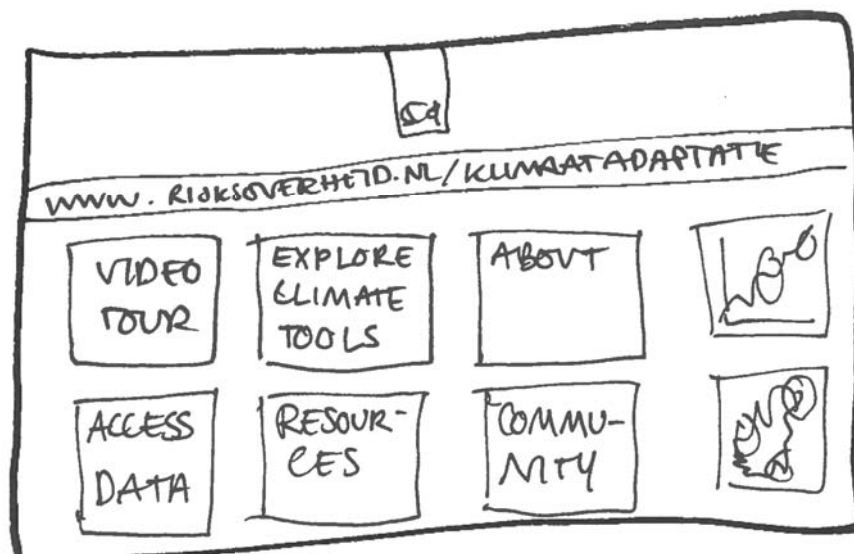 WWW.RIJKSOVERHEID.NL/KLIMAATADAPTATIE
VIDEO
TOUR
EXPLORE
CLIMATE
TOOLS
ABOUT
ACCESS
DATA
RESOUR-
CES
COMMU-
NITY